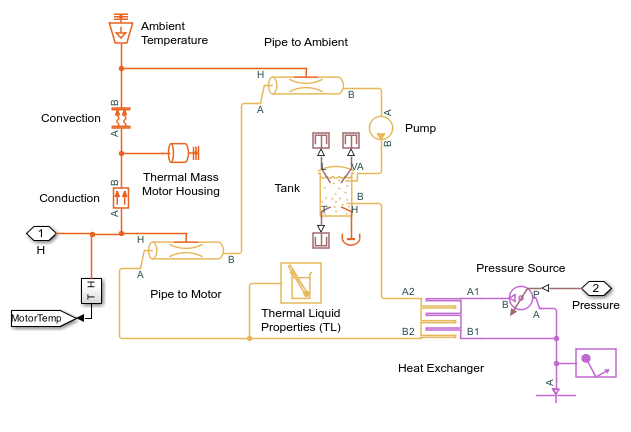 Ambient
Temperature
Pipe to Ambient
H
A
B
B
Convection
A
A
Pump
B
Thermal Mass
Motor Housing
L
VA
Tank
B
T
H
B
Conduction
A
1
H
H
A
B
Pipe to Motor
T H
MotorTemp
Thermal Liquid
Properties (TL)
A2
A1
B2
B1
Heat Exchanger
Pressure Source
B
P
A
2
Pressure
A